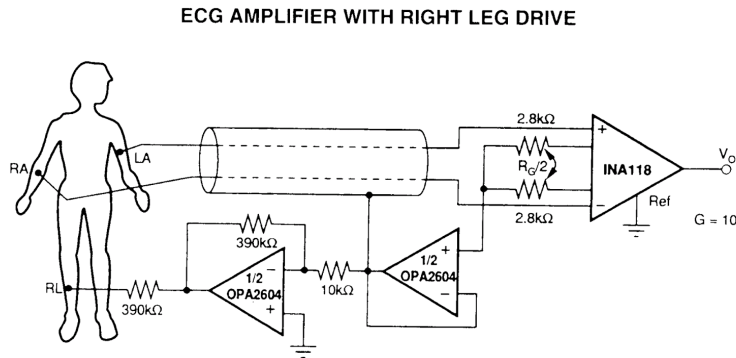 ECG AMPLIFIER WITH RIGHT LEG DRIVE
2.8kΩ
+
LA
RA
R_G/2
INA118
V_O
−
Ref
2.8kΩ
G = 10
390kΩ
+
1/2
OPA2604
−
RL
390kΩ
−
1/2
OPA2604
+
10kΩ